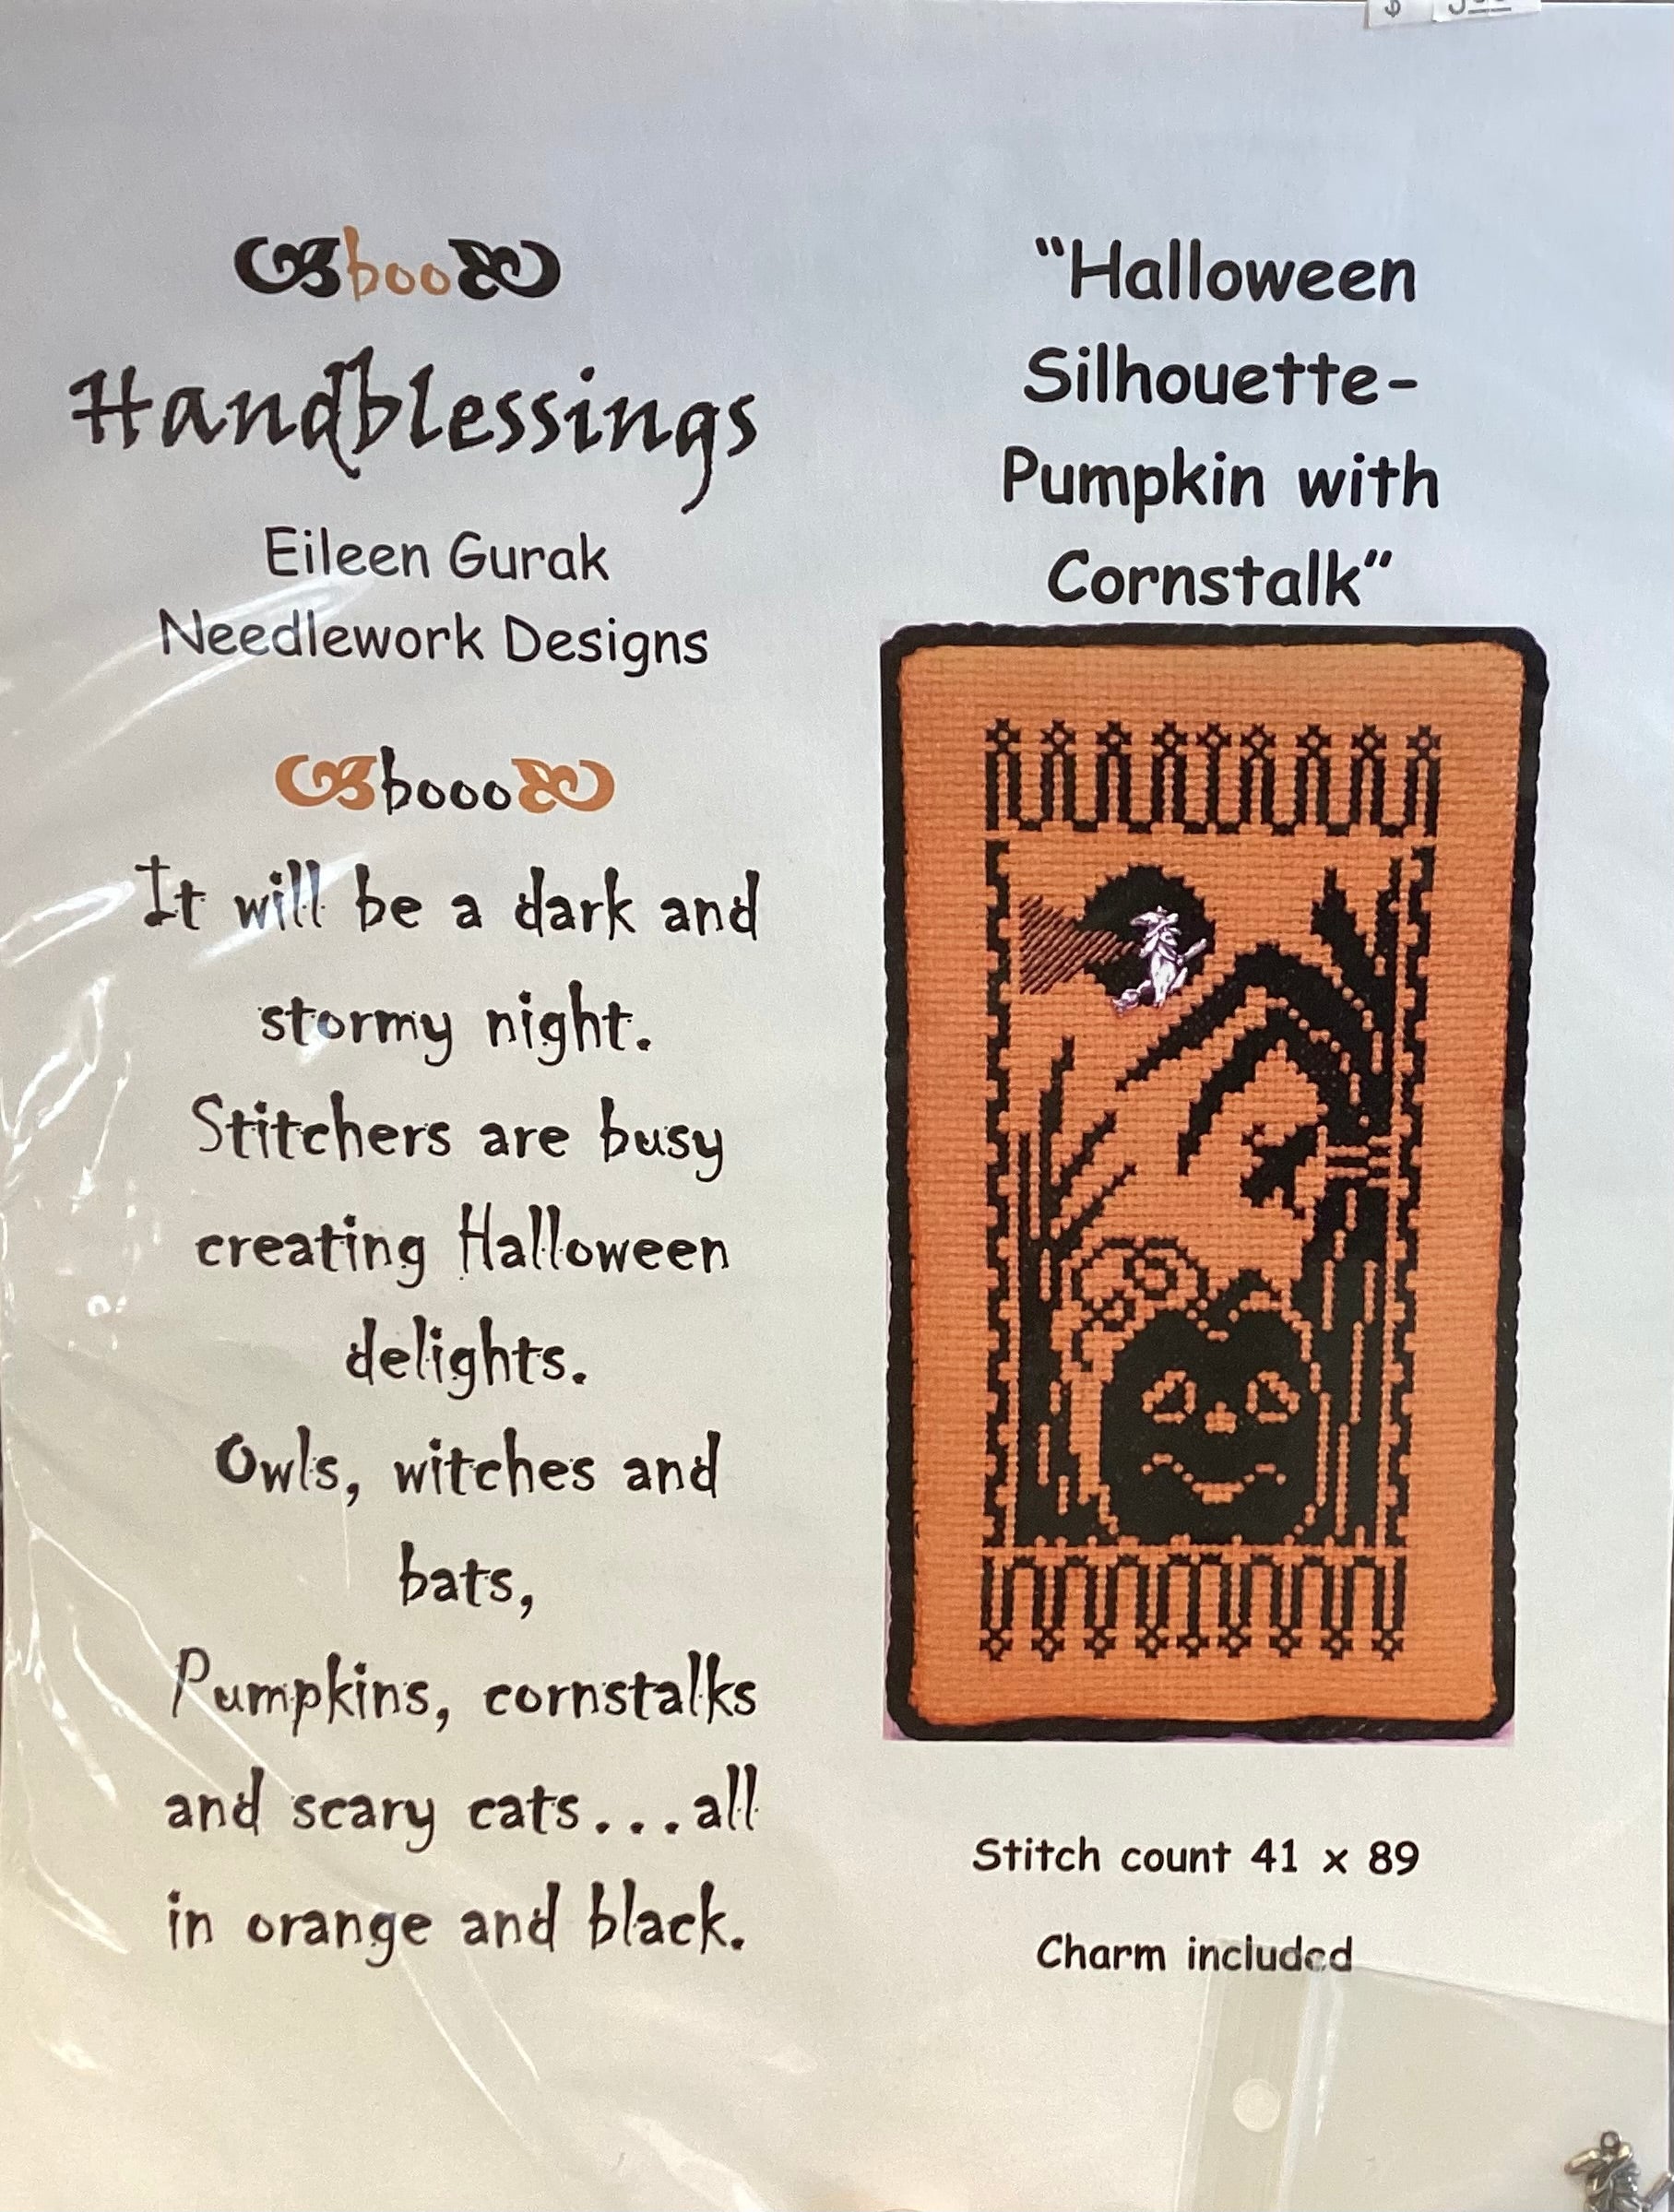 boo
Handblessings
Eileen Gurak
Needlework Designs
booo
It will be a dark and
stormy night.
Stitchers are busy
creating Halloween
delights.
Owls, witches and
bats,
Pumpkins, cornstalks
and scary cats...all
in orange and black.
“Halloween
Silhouette-
Pumpkin with
Cornstalk”
Stitch count 41 x 89
Charm included